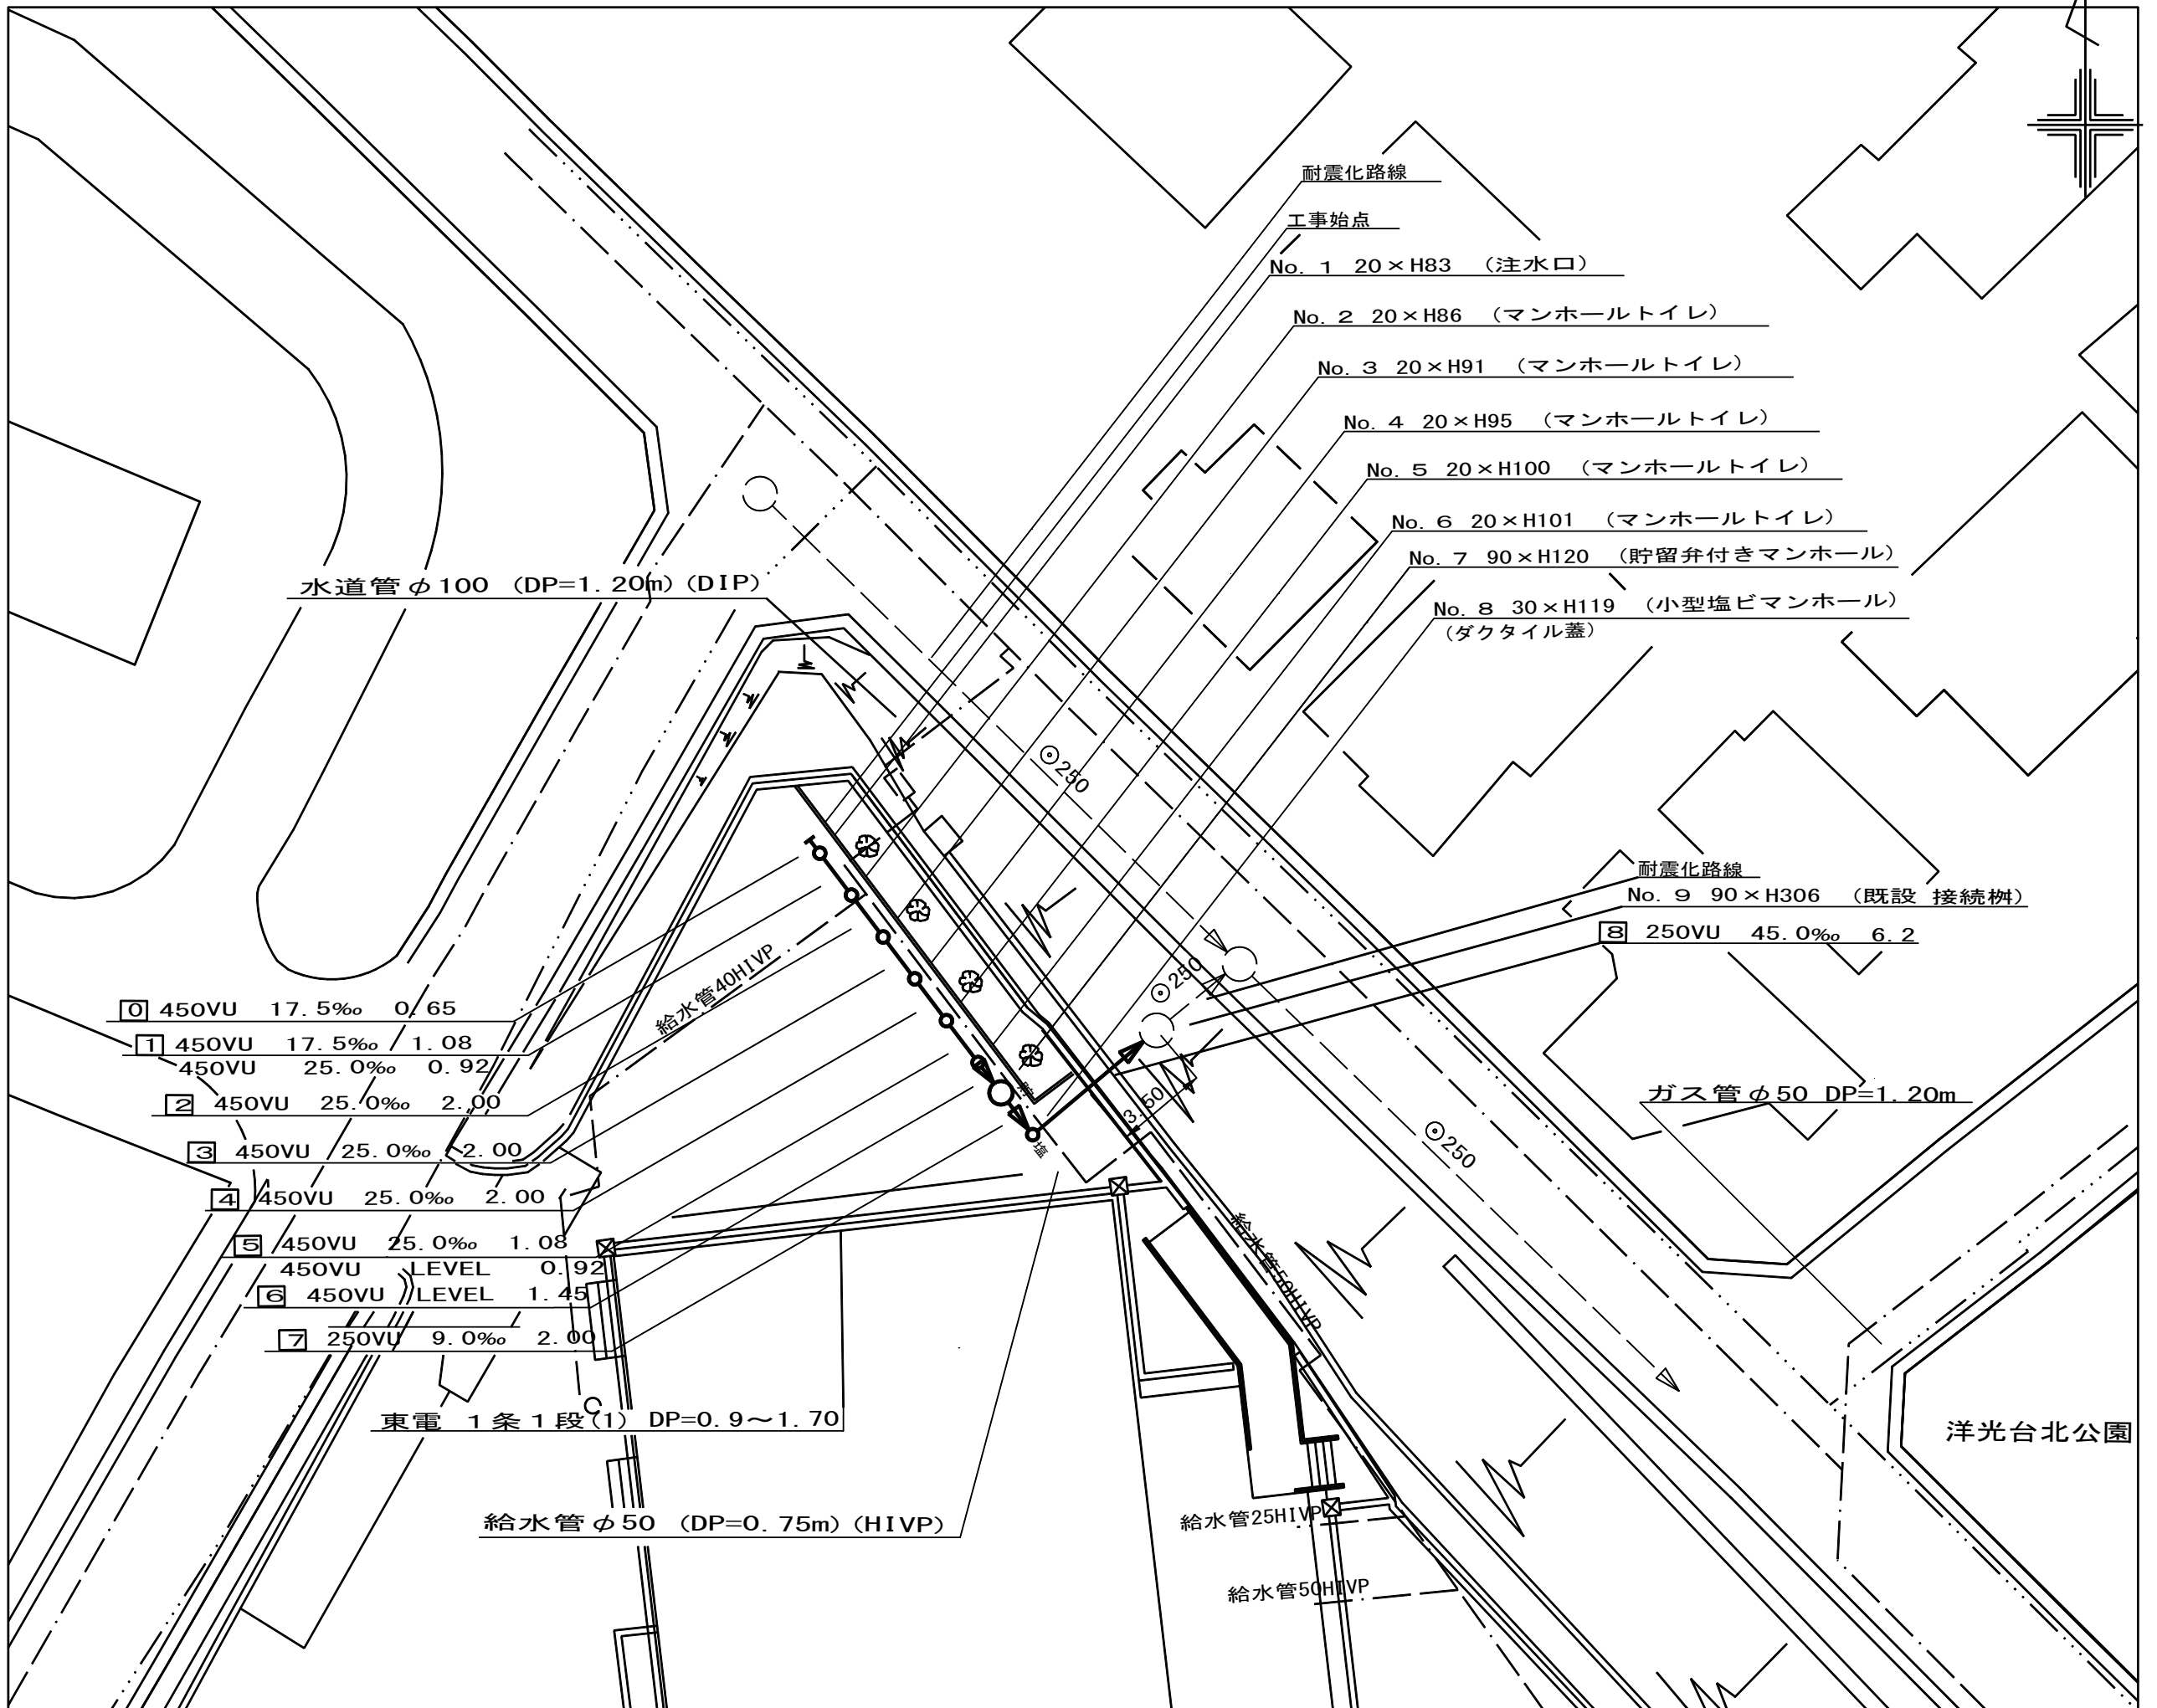 耐震化路線
工事始点
No. 1 20×H83 (注水口)
No. 2 20×H86 (マンホールトイレ)
No. 3 20×H91 (マンホールトイレ)
No. 4 20×H95 (マンホールトイレ)
No. 5 20×H100 (マンホールトイレ)
No. 6 20×H101 (マンホールトイレ)
No. 7 90×H120 (貯留弁付きマンホール)
No. 8 30×H119 (小型塩ビマンホール)
(ダクタイル蓋)
水道管φ100 (DP=1.20m)(DIP)
250
耐震化路線
No. 9 90×H306 (既設 接続桝)
8 250VU 45.0‰ 6.2
250
給水管40HIVP
0 450VU 17.5‰ 0.65
1 450VU 17.5‰ 1.08
450VU 25.0‰ 0.92
2 450VU 25.0‰ 2.00
3 450VU 25.0‰ 2.00
4 450VU 25.0‰ 2.00
5 450VU 25.0‰ 1.08
450VU LEVEL 0.92
6 450VU LEVEL 1.45
7 250VU 9.0‰ 2.00
貯
塩
3.50
ガス管φ50 DP=1.20m
250
給水管50HIVP
東電 1条1段(1) DP=0.9～1.70
洋光台北公園
給水管φ50 (DP=0.75m)(HIVP)
給水管25HIVP
給水管50HIVP